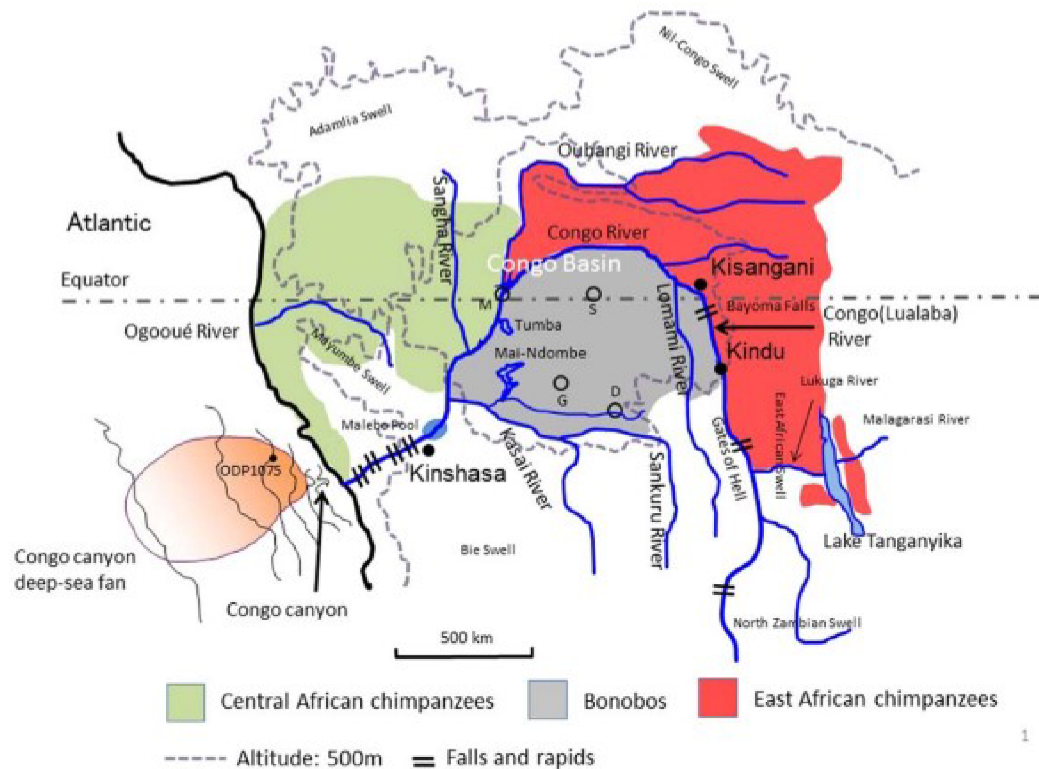 Nil-Congo Swell
Adamlia Swell
Oubangi River
Sangha River
Congo River
Atlantic
Congo Basin
Kisangani
Equator
M
S
Lomami River
Bayoma Falls
Congo(Lualaba)
River
Ogooué River
Tumba
Mayumbe Swell
Mai-Ndombe
Kindu
Lukuga River
G
D
East African Swell
Malagarasi River
Malebo Pool
Kasai River
Gates of Hell
ODP1075
Kinshasa
Sankuru River
Bie Swell
Lake Tanganyika
Congo canyon
deep-sea fan
Congo canyon
North Zambian Swell
500 km
Central African chimpanzees
Bonobos
East African chimpanzees
Altitude: 500m
Falls and rapids
1